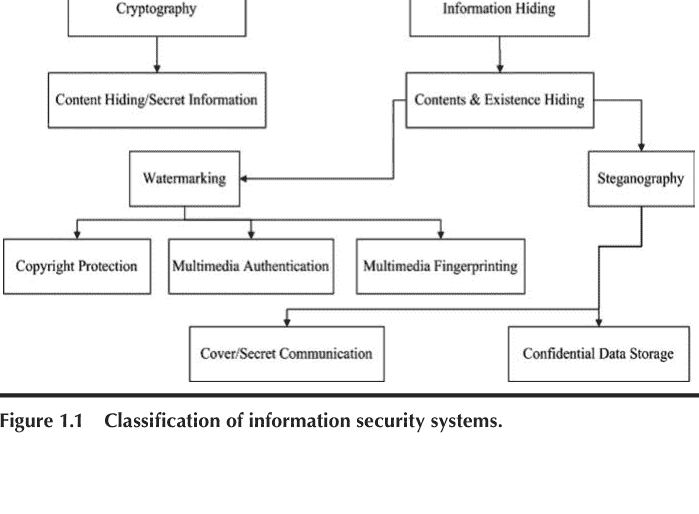 Cryptography
Information Hiding
Content Hiding/Secret Information
Contents & Existence Hiding
Watermarking
Steganography
Copyright Protection
Multimedia Authentication
Multimedia Fingerprinting
Cover/Secret Communication
Confidential Data Storage
Figure 1.1 Classification of information security systems.